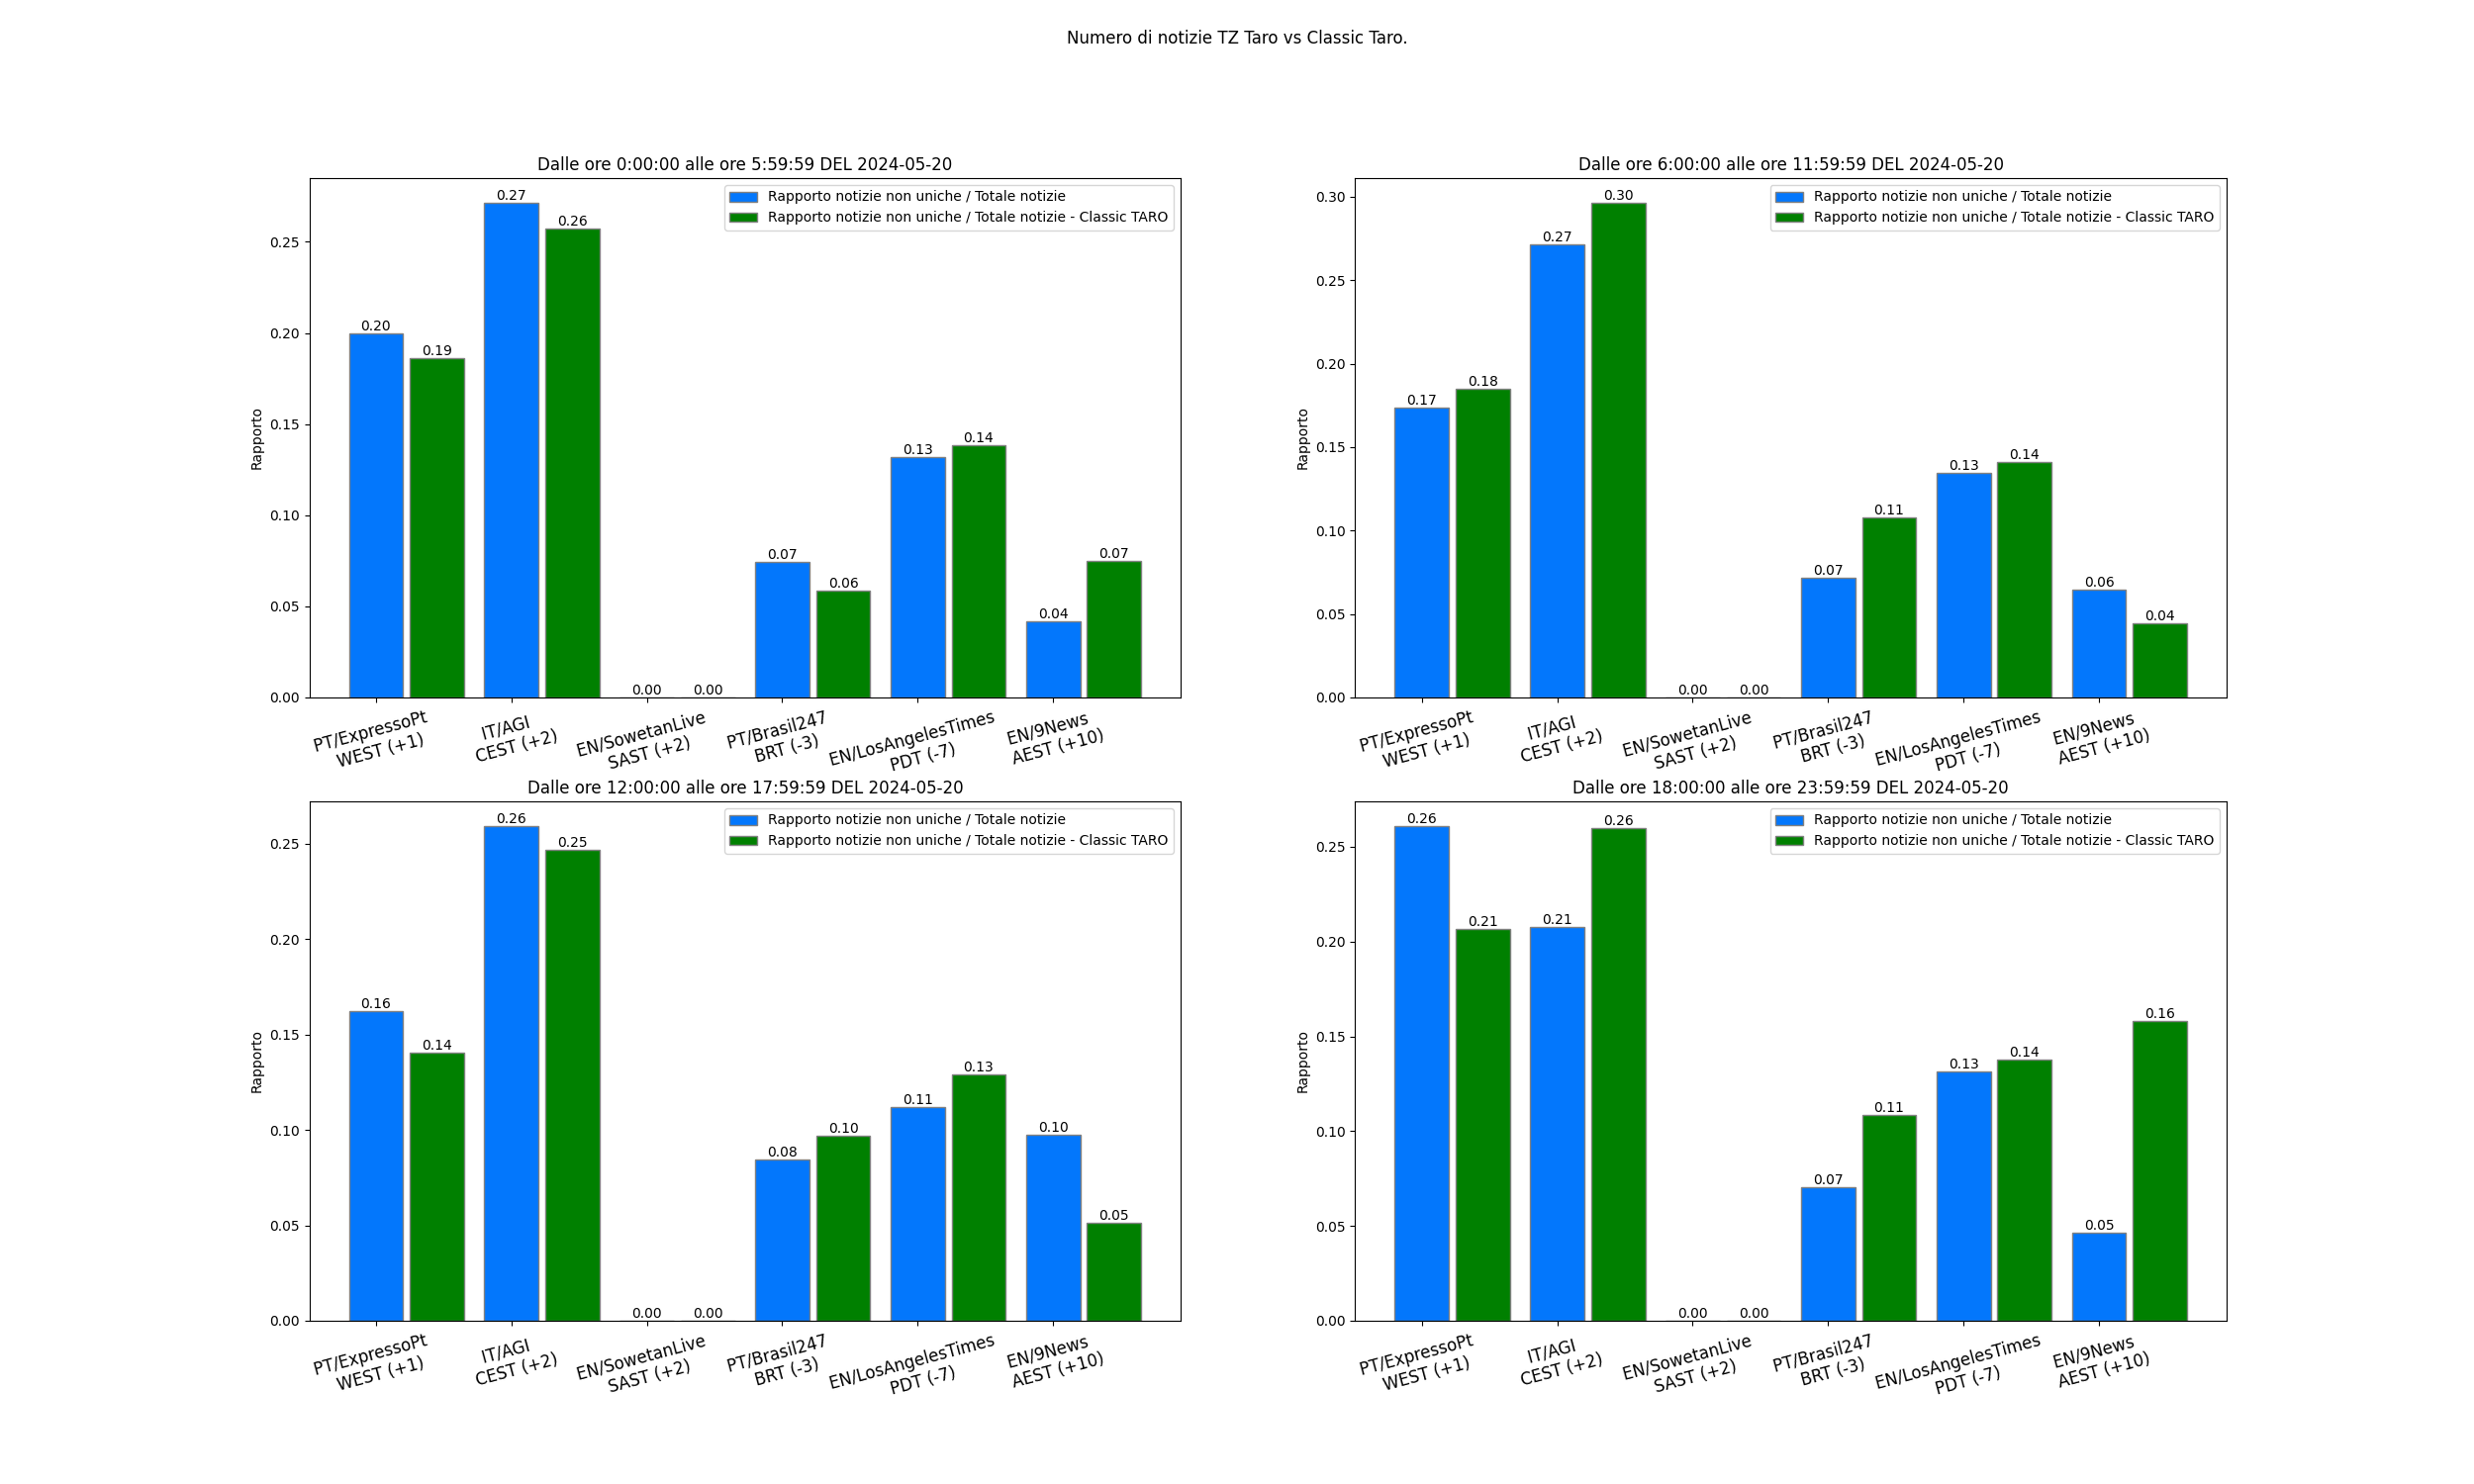 Numero di notizie TZ Taro vs Classic Taro.
Dalle ore 0:00:00 alle ore 5:59:59 DEL 2024-05-20
Rapporto notizie non uniche / Totale notizie
Rapporto notizie non uniche / Totale notizie - Classic TARO
Rapporto
0.25
0.20
0.15
0.10
0.05
0.00
0.20
0.19
0.27
0.26
0.00
0.00
0.07
0.06
0.13
0.14
0.04
0.07
PT/ExpressoPt
WEST (+1)
IT/AGI
CEST (+2)
EN/SowetanLive
SAST (+2)
PT/Brasil247
BRT (-3)
EN/LosAngelesTimes
PDT (-7)
EN/9News
AEST (+10)
Dalle ore 6:00:00 alle ore 11:59:59 DEL 2024-05-20
Rapporto notizie non uniche / Totale notizie
Rapporto notizie non uniche / Totale notizie - Classic TARO
Rapporto
0.30
0.25
0.20
0.15
0.10
0.05
0.00
0.17
0.18
0.27
0.30
0.00
0.00
0.07
0.11
0.13
0.14
0.06
0.04
PT/ExpressoPt
WEST (+1)
IT/AGI
CEST (+2)
EN/SowetanLive
SAST (+2)
PT/Brasil247
BRT (-3)
EN/LosAngelesTimes
PDT (-7)
EN/9News
AEST (+10)
Dalle ore 12:00:00 alle ore 17:59:59 DEL 2024-05-20
Rapporto notizie non uniche / Totale notizie
Rapporto notizie non uniche / Totale notizie - Classic TARO
Rapporto
0.25
0.20
0.15
0.10
0.05
0.00
0.16
0.14
0.26
0.25
0.00
0.00
0.08
0.10
0.11
0.13
0.10
0.05
PT/ExpressoPt
WEST (+1)
IT/AGI
CEST (+2)
EN/SowetanLive
SAST (+2)
PT/Brasil247
BRT (-3)
EN/LosAngelesTimes
PDT (-7)
EN/9News
AEST (+10)
Dalle ore 18:00:00 alle ore 23:59:59 DEL 2024-05-20
Rapporto notizie non uniche / Totale notizie
Rapporto notizie non uniche / Totale notizie - Classic TARO
Rapporto
0.25
0.20
0.15
0.10
0.05
0.00
0.26
0.21
0.21
0.26
0.00
0.00
0.07
0.11
0.13
0.14
0.05
0.16
PT/ExpressoPt
WEST (+1)
IT/AGI
CEST (+2)
EN/SowetanLive
SAST (+2)
PT/Brasil247
BRT (-3)
EN/LosAngelesTimes
PDT (-7)
EN/9News
AEST (+10)